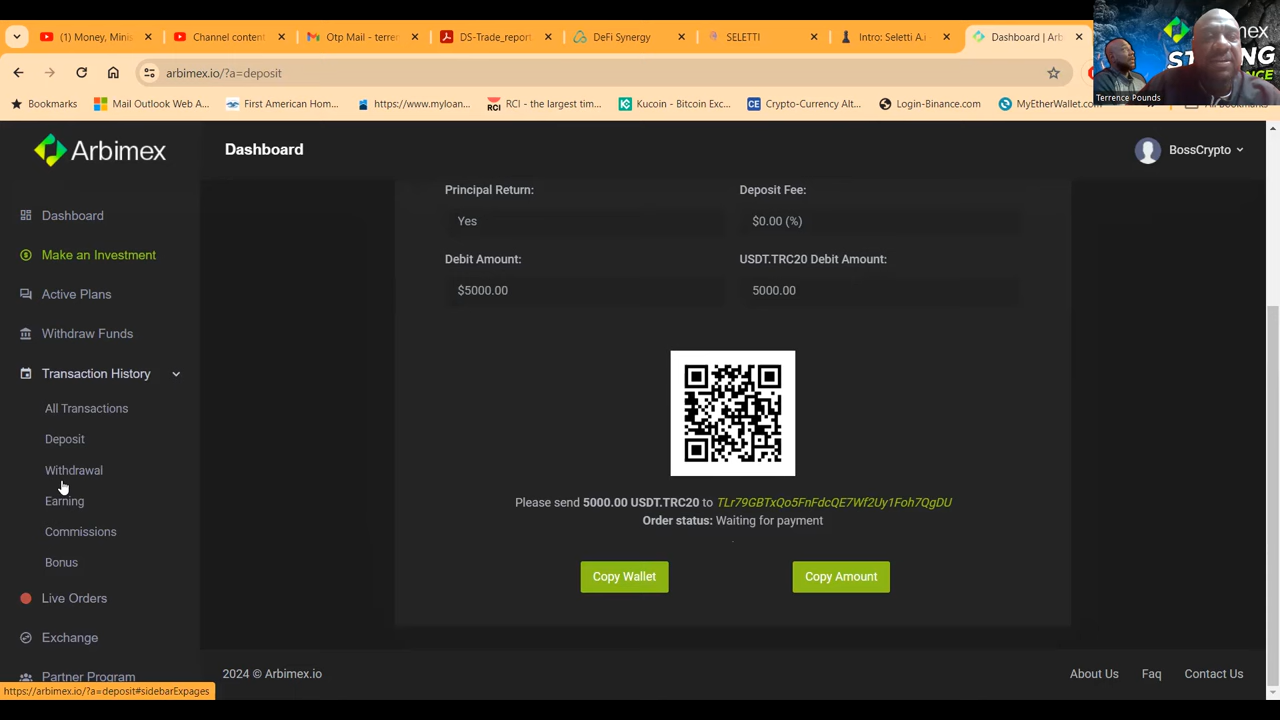 (1) Money, Minis
Channel content
Otp Mail - terren
DS-Trade_report
DeFi Synergy
SELETTI
Intro: Seletti A.i
Dashboard | Arb
arbimex.io/?a=deposit
Terrence Pounds
Bookmarks
Mail Outlook Web A...
First American Hom...
https://www.myloan...
RCI - the largest tim...
Kucoin - Bitcoin Exc...
Crypto-Currency Alt...
Login-Binance.com
MyEtherWallet.com
Arbimex
Dashboard
BossCrypto
Dashboard
Make an Investment
Active Plans
Withdraw Funds
Transaction History
All Transactions
Deposit
Withdrawal
Earning
Commissions
Bonus
Live Orders
Exchange
Partner Program
Principal Return:
Deposit Fee:
Yes
$0.00 (%)
Debit Amount:
USDT.TRC20 Debit Amount:
$5000.00
5000.00
Please send 5000.00 USDT.TRC20 to TLr79GBTxQo5FnFdcQE7Wf2Uy1Foh7QgDU
Order status: Waiting for payment
Copy Wallet
Copy Amount
2024 © Arbimex.io
About Us
Faq
Contact Us
https://arbimex.io/?a=deposit#sidebarExpages